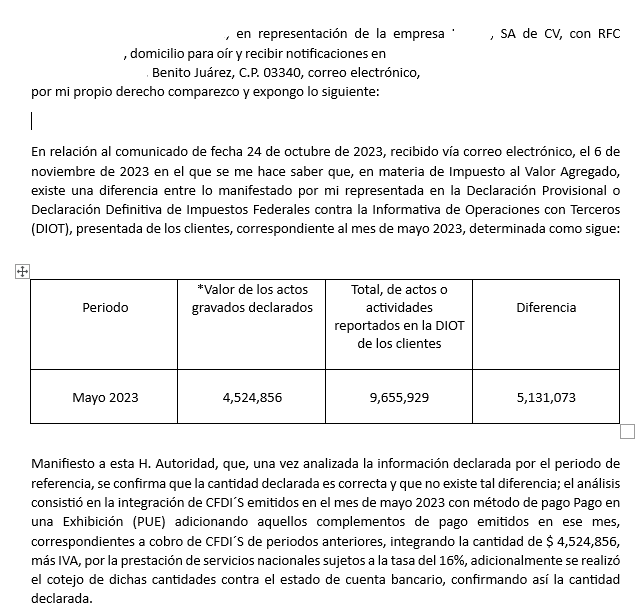 , en representación de la empresa , SA de CV, con RFC
, domicilio para oír y recibir notificaciones en
Benito Juárez, C.P. 03340, correo electrónico,
por mi propio derecho comparezco y expongo lo siguiente:
En relación al comunicado de fecha 24 de octubre de 2023, recibido vía correo electrónico, el 6 de
noviembre de 2023 en el que se me hace saber que, en materia de Impuesto al Valor Agregado,
existe una diferencia entre lo manifestado por mi representada en la Declaración Provisional o
Declaración Definitiva de Impuestos Federales contra la Informativa de Operaciones con Terceros
(DIOT), presentada de los clientes, correspondiente al mes de mayo 2023, determinada como sigue:
Periodo
*Valor de los actos
gravados declarados
Total, de actos o
actividades
reportados en la DIOT
de los clientes
Diferencia
Mayo 2023
4,524,856
9,655,929
5,131,073
Manifiesto a esta H. Autoridad, que, una vez analizada la información declarada por el periodo de
referencia, se confirma que la cantidad declarada es correcta y que no existe tal diferencia; el análisis
consistió en la integración de CFDI´S emitidos en el mes de mayo 2023 con método de pago Pago en
una Exhibición (PUE) adicionando aquellos complementos de pago emitidos en ese mes,
correspondientes a cobro de CFDI´S de periodos anteriores, integrando la cantidad de $ 4,524,856,
más IVA, por la prestación de servicios nacionales sujetos a la tasa del 16%, adicionalmente se realizó
el cotejo de dichas cantidades contra el estado de cuenta bancario, confirmando así la cantidad
declarada.